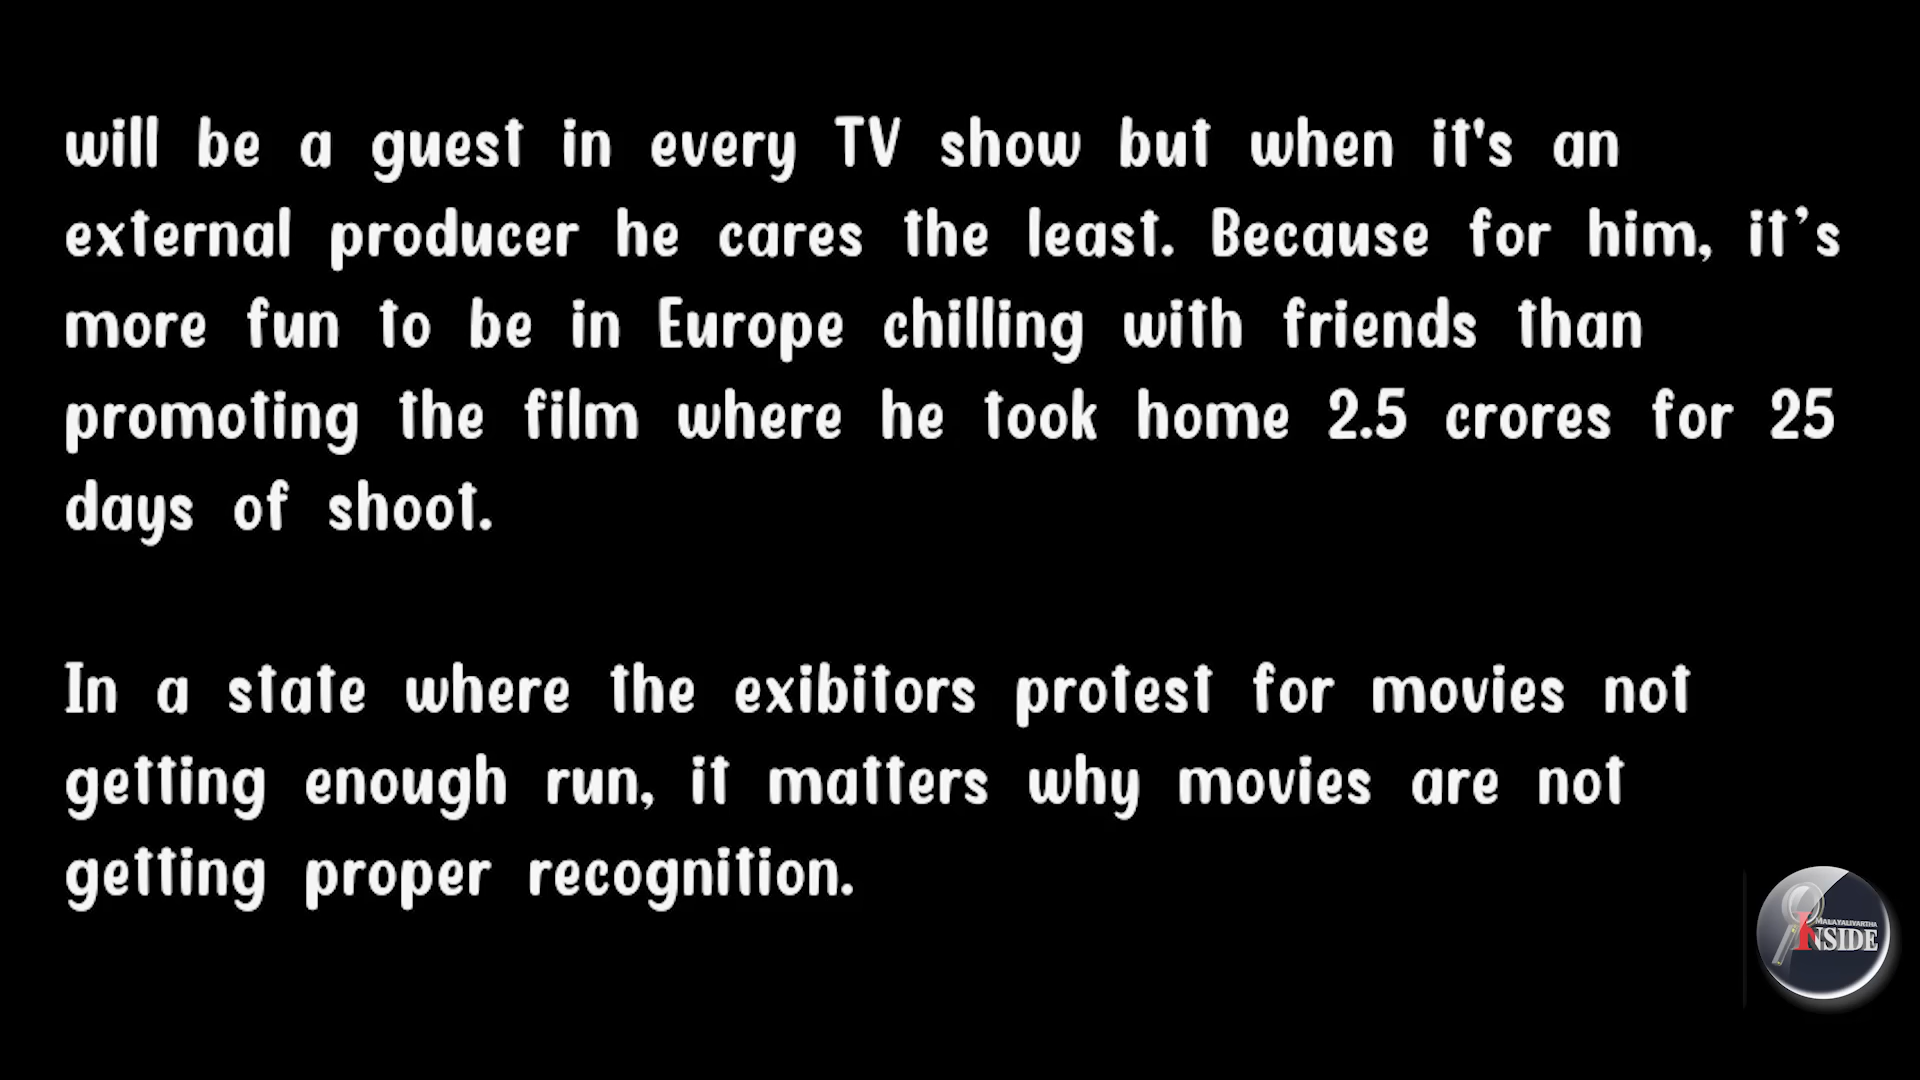 will be a guest in every TV show but when it's an
external producer he cares the least. Because for him, it’s
more fun to be in Europe chilling with friends than
promoting the film where he took home 2.5 crores for 25
days of shoot.
In a state where the exibitors protest for movies not
getting enough run, it matters why movies are not
getting proper recognition.
MALAYALIVARTHA
INSIDE